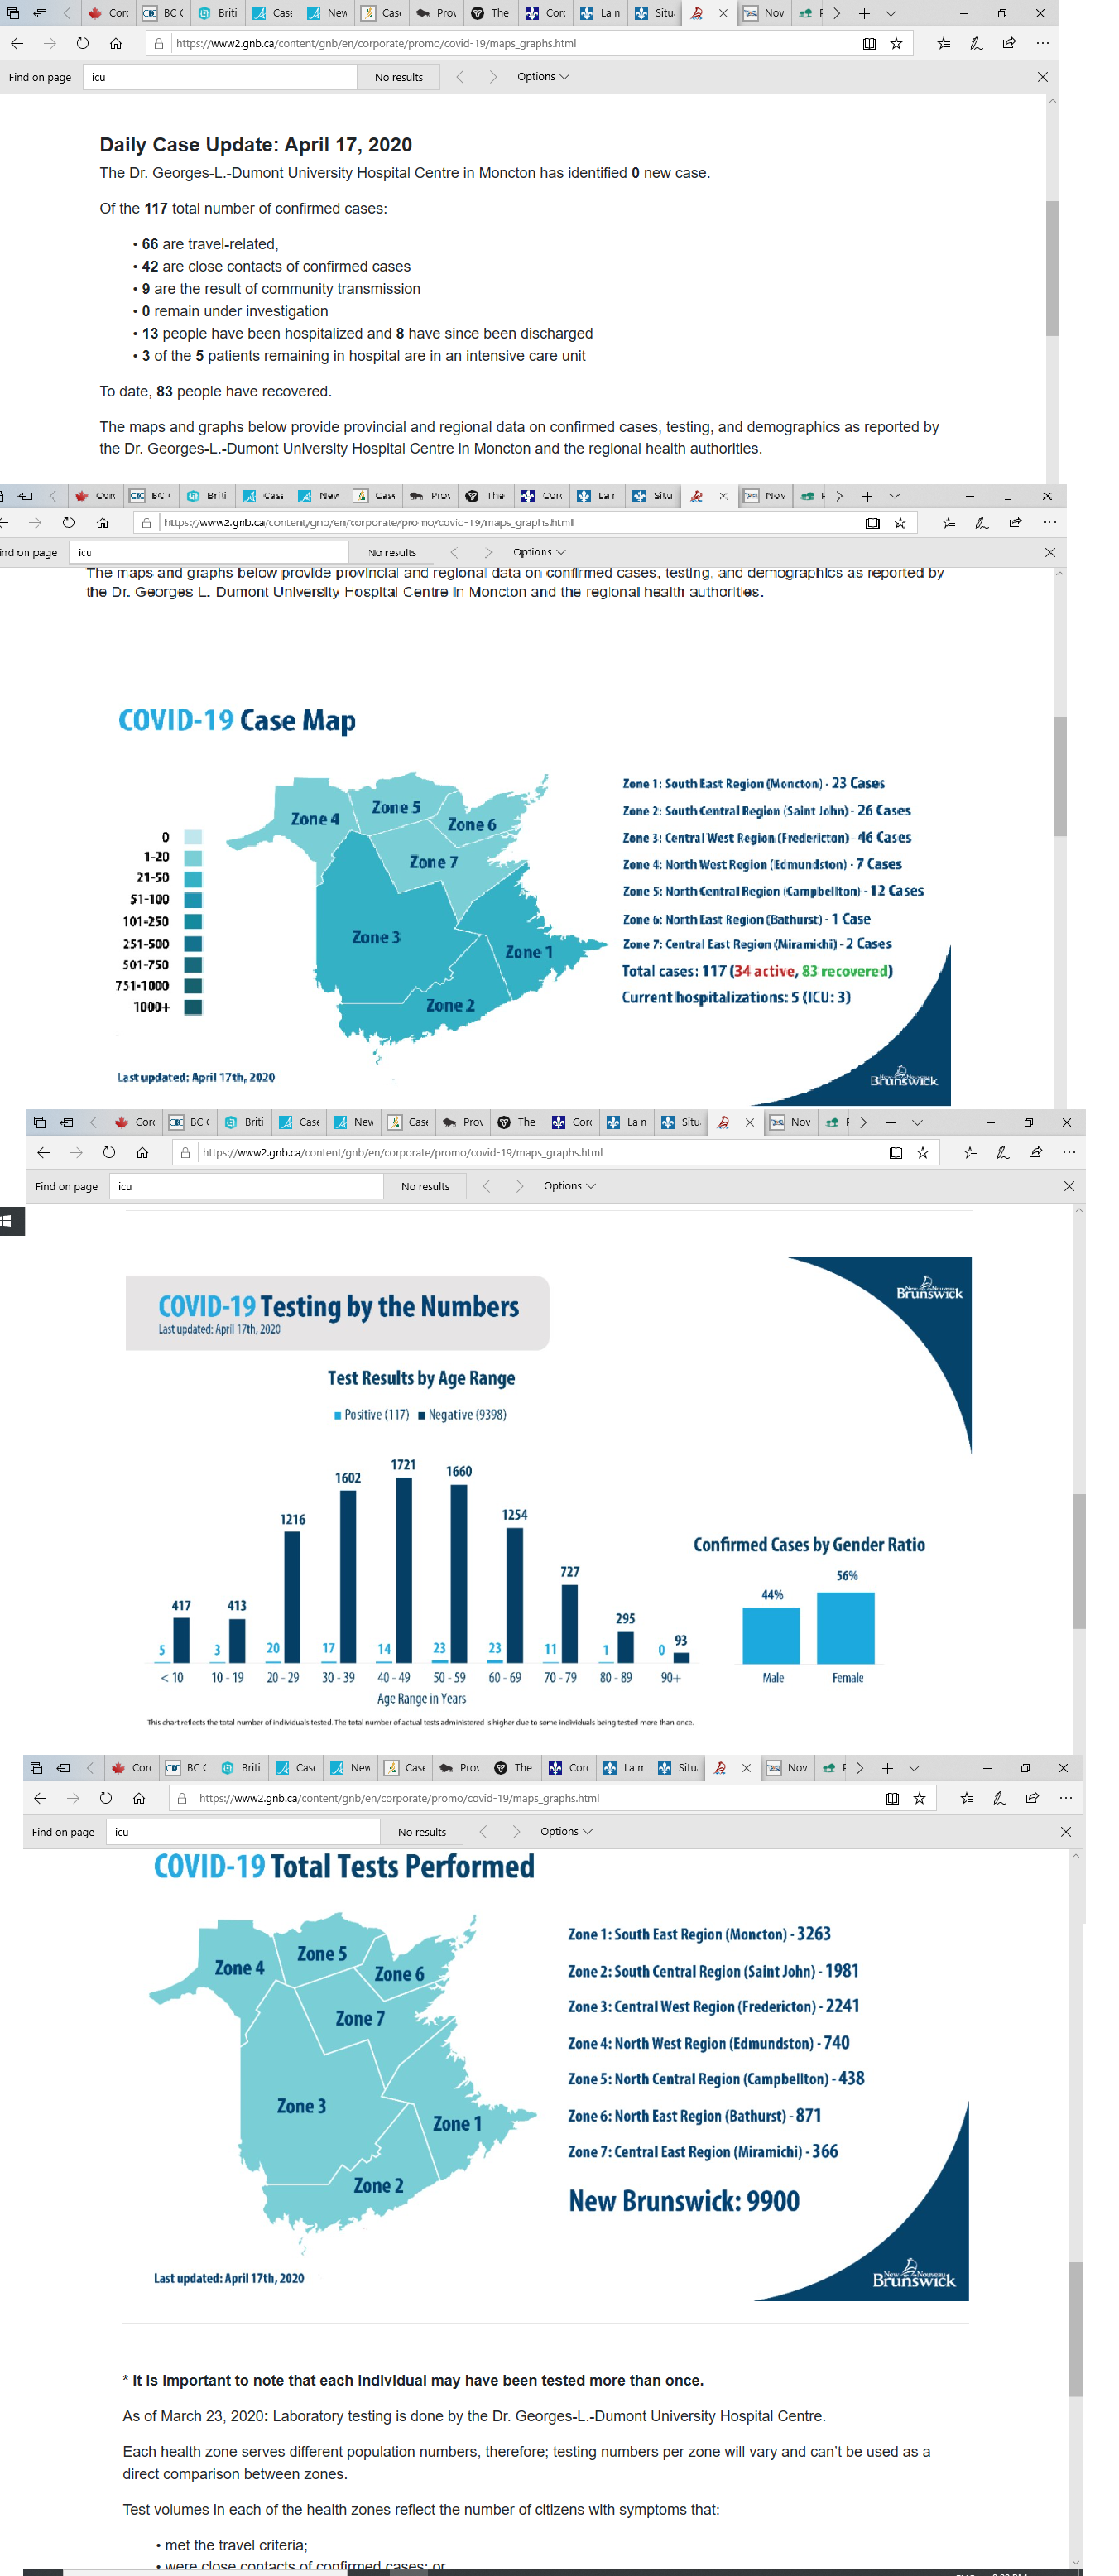 Corc BC ( Briti Case New Case Prov The Corc La n Situ Nov F
https://www2.gnb.ca/content/gnb/en/corporate/promo/covid-19/maps_graphs.html
Find on page icu No results Options
Daily Case Update: April 17, 2020
The Dr. Georges-L.-Dumont University Hospital Centre in Moncton has identified 0 new case.
Of the 117 total number of confirmed cases:
• 66 are travel-related,
• 42 are close contacts of confirmed cases
• 9 are the result of community transmission
• 0 remain under investigation
• 13 people have been hospitalized and 8 have since been discharged
• 3 of the 5 patients remaining in hospital are in an intensive care unit
To date, 83 people have recovered.
The maps and graphs below provide provincial and regional data on confirmed cases, testing, and demographics as reported by
the Dr. Georges-L.-Dumont University Hospital Centre in Moncton and the regional health authorities.
Corc BC ( Briti Case New Case Prov The Corc La n Situ Nov F
https://www2.gnb.ca/content/gnb/en/corporate/promo/covid-19/maps_graphs.html
ind on page icu No results Options
The maps and graphs below provide provincial and regional data on confirmed cases, testing, and demographics as reported by
the Dr. Georges-L.-Dumont University Hospital Centre in Moncton and the regional health authorities.
COVID-19 Case Map
0
1-20
21-50
51-100
101-250
251-500
501-750
751-1000
1000+
Zone 4
Zone 5
Zone 6
Zone 7
Zone 3
Zone 1
Zone 2
Zone 1: South East Region (Moncton) - 23 Cases
Zone 2: South Central Region (Saint John) - 26 Cases
Zone 3: Central West Region (Fredericton) - 46 Cases
Zone 4: North West Region (Edmundston) - 7 Cases
Zone 5: North Central Region (Campbellton) - 12 Cases
Zone 6: North East Region (Bathurst) - 1 Case
Zone 7: Central East Region (Miramichi) - 2 Cases
Total cases: 117 (34 active, 83 recovered)
Current hospitalizations: 5 (ICU: 3)
Last updated: April 17th, 2020
New Nouveau
Brunswick
Corc BC ( Briti Case New Case Prov The Corc La n Situ Nov F
https://www2.gnb.ca/content/gnb/en/corporate/promo/covid-19/maps_graphs.html
Find on page icu No results Options
New Nouveau
Brunswick
COVID-19 Testing by the Numbers
Last updated: April 17th, 2020
Test Results by Age Range
Positive (117) Negative (9398)
5 417 3 413 20 1216 17 1602 14 1721 23 1660 23 1254 11 727 1 295 0 93
< 10 10 - 19 20 - 29 30 - 39 40 - 49 50 - 59 60 - 69 70 - 79 80 - 89 90+
Age Range in Years
Confirmed Cases by Gender Ratio
44% 56%
Male Female
This chart reflects the total number of individuals tested. The total number of actual tests administered is higher due to some individuals being tested more than once.
Corc BC ( Briti Case New Case Prov The Corc La n Situ Nov F
https://www2.gnb.ca/content/gnb/en/corporate/promo/covid-19/maps_graphs.html
Find on page icu No results Options
COVID-19 Total Tests Performed
Zone 4
Zone 5
Zone 6
Zone 7
Zone 3
Zone 1
Zone 2
Zone 1: South East Region (Moncton) - 3263
Zone 2: South Central Region (Saint John) - 1981
Zone 3: Central West Region (Fredericton) - 2241
Zone 4: North West Region (Edmundston) - 740
Zone 5: North Central Region (Campbellton) - 438
Zone 6: North East Region (Bathurst) - 871
Zone 7: Central East Region (Miramichi) - 366
New Brunswick: 9900
Last updated: April 17th, 2020
New Nouveau
Brunswick
* It is important to note that each individual may have been tested more than once.
As of March 23, 2020: Laboratory testing is done by the Dr. Georges-L.-Dumont University Hospital Centre.
Each health zone serves different population numbers, therefore; testing numbers per zone will vary and can't be used as a
direct comparison between zones.
Test volumes in each of the health zones reflect the number of citizens with symptoms that:
• met the travel criteria;
• were close contacts of confirmed cases; or